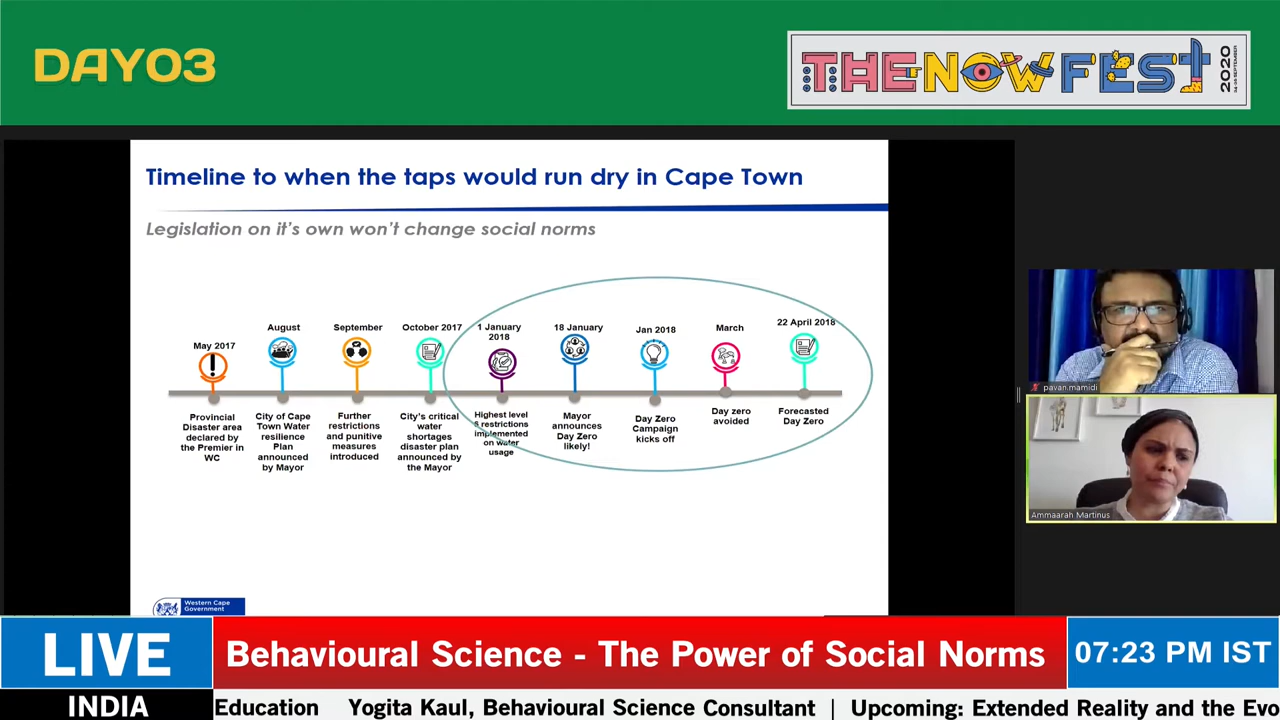 DAY03
THENOWFEST
2020
Timeline to when the taps would run dry in Cape Town
Legislation on it's own won't change social norms
May 2017
August
September
October 2017
1 January
2018
18 January
Jan 2018
March
22 April 2018
Provincial
Disaster area
declared by
the Premier in
WC
City of Cape
Town Water
resilience
Plan
announced
by Mayor
Further
restrictions
and punitive
measures
introduced
City's critical
water
shortages
disaster plan
announced by
the Mayor
Highest level
6 restrictions
implemented
on water
usage
Mayor
announces
Day Zero
likely!
Day Zero
Campaign
kicks off
Day zero
avoided
Forecasted
Day Zero
Western Cape
Government
pavan.mamidi
Ammaarah Martinus
LIVE
INDIA
Behavioural Science - The Power of Social Norms
07:23 PM IST
Education Yogita Kaul, Behavioural Science Consultant | Upcoming: Extended Reality and the Evo